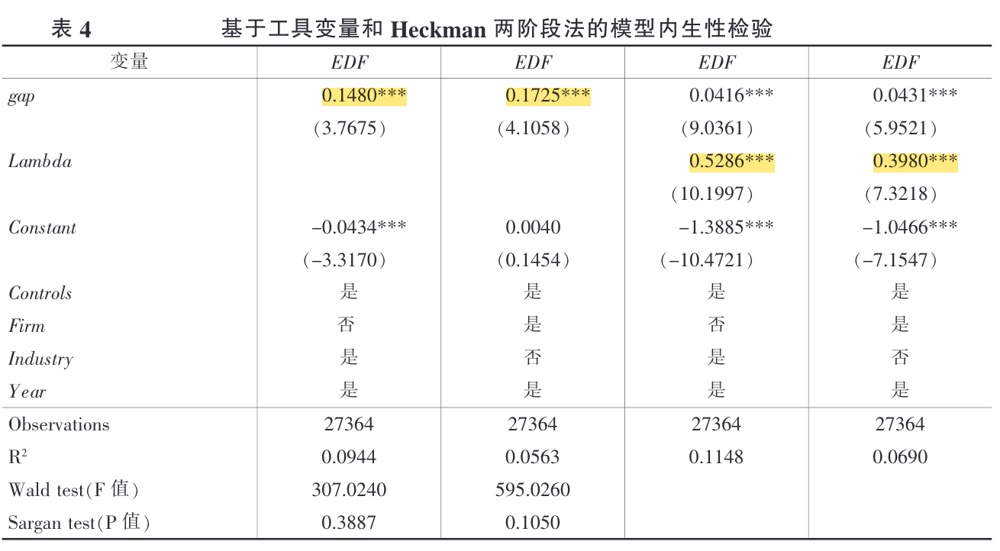 表 4 基于工具变量和 Heckman 两阶段法的模型内生性检验
变量 EDF EDF EDF EDF
gap 0.1480*** 0.1725*** 0.0416*** 0.0431***
(3.7675) (4.1058) (9.0361) (5.9521)
Lambda 0.5286*** 0.3980***
(10.1997) (7.3218)
Constant -0.0434*** 0.0040 -1.3885*** -1.0466***
(-3.3170) (0.1454) (-10.4721) (-7.1547)
Controls 是 是 是 是
Firm 否 是 否 是
Industry 是 否 是 否
Year 是 是 是 是
Observations 27364 27364 27364 27364
R² 0.0944 0.0563 0.1148 0.0690
Wald test(F 值) 307.0240 595.0260
Sargan test(P 值) 0.3887 0.1050